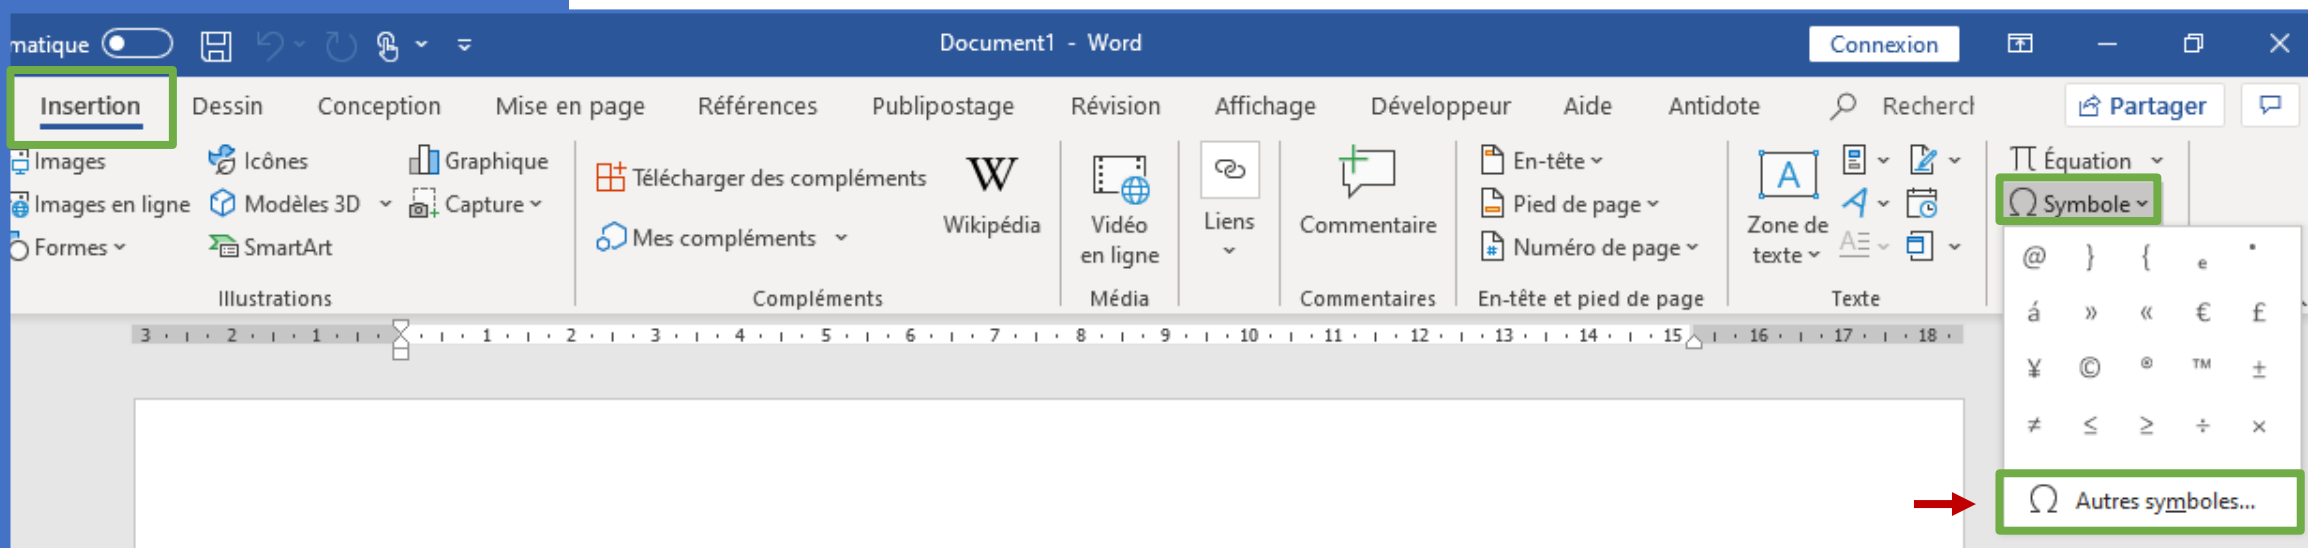 matique Document1 - Word Connexion
Insertion Dessin Conception Mise en page Références Publipostage Révision Affichage Développeur Aide Antidote Recherch Partager
Images Icônes Graphique
Images en ligne Modèles 3D Capture
Formes SmartArt
Télécharger des compléments
Mes compléments
W
Wikipédia
Vidéo
en ligne
Liens
Commentaire
En-tête
Pied de page
Numéro de page
A
Zone de
texte
Équation
Ω Symbole
Illustrations Compléments Média Commentaires En-tête et pied de page Texte
3 2 1 1 2 3 4 5 6 7 8 9 10 11 12 13 14 15 16 17 18
@ } { ₑ
á » « € £
¥ © ® ™ ±
≠ ≤ ≥ ÷ ×
Ω Autres symboles...